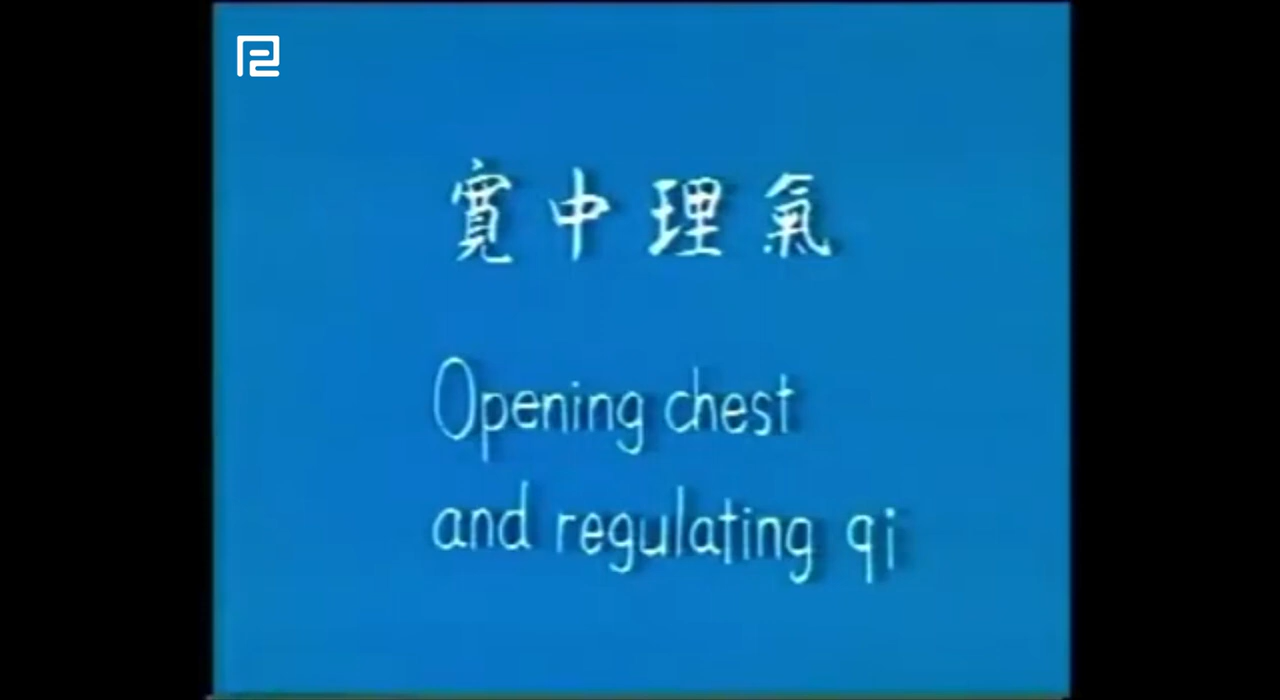 寬中理氣
Opening chest
and regulating qi